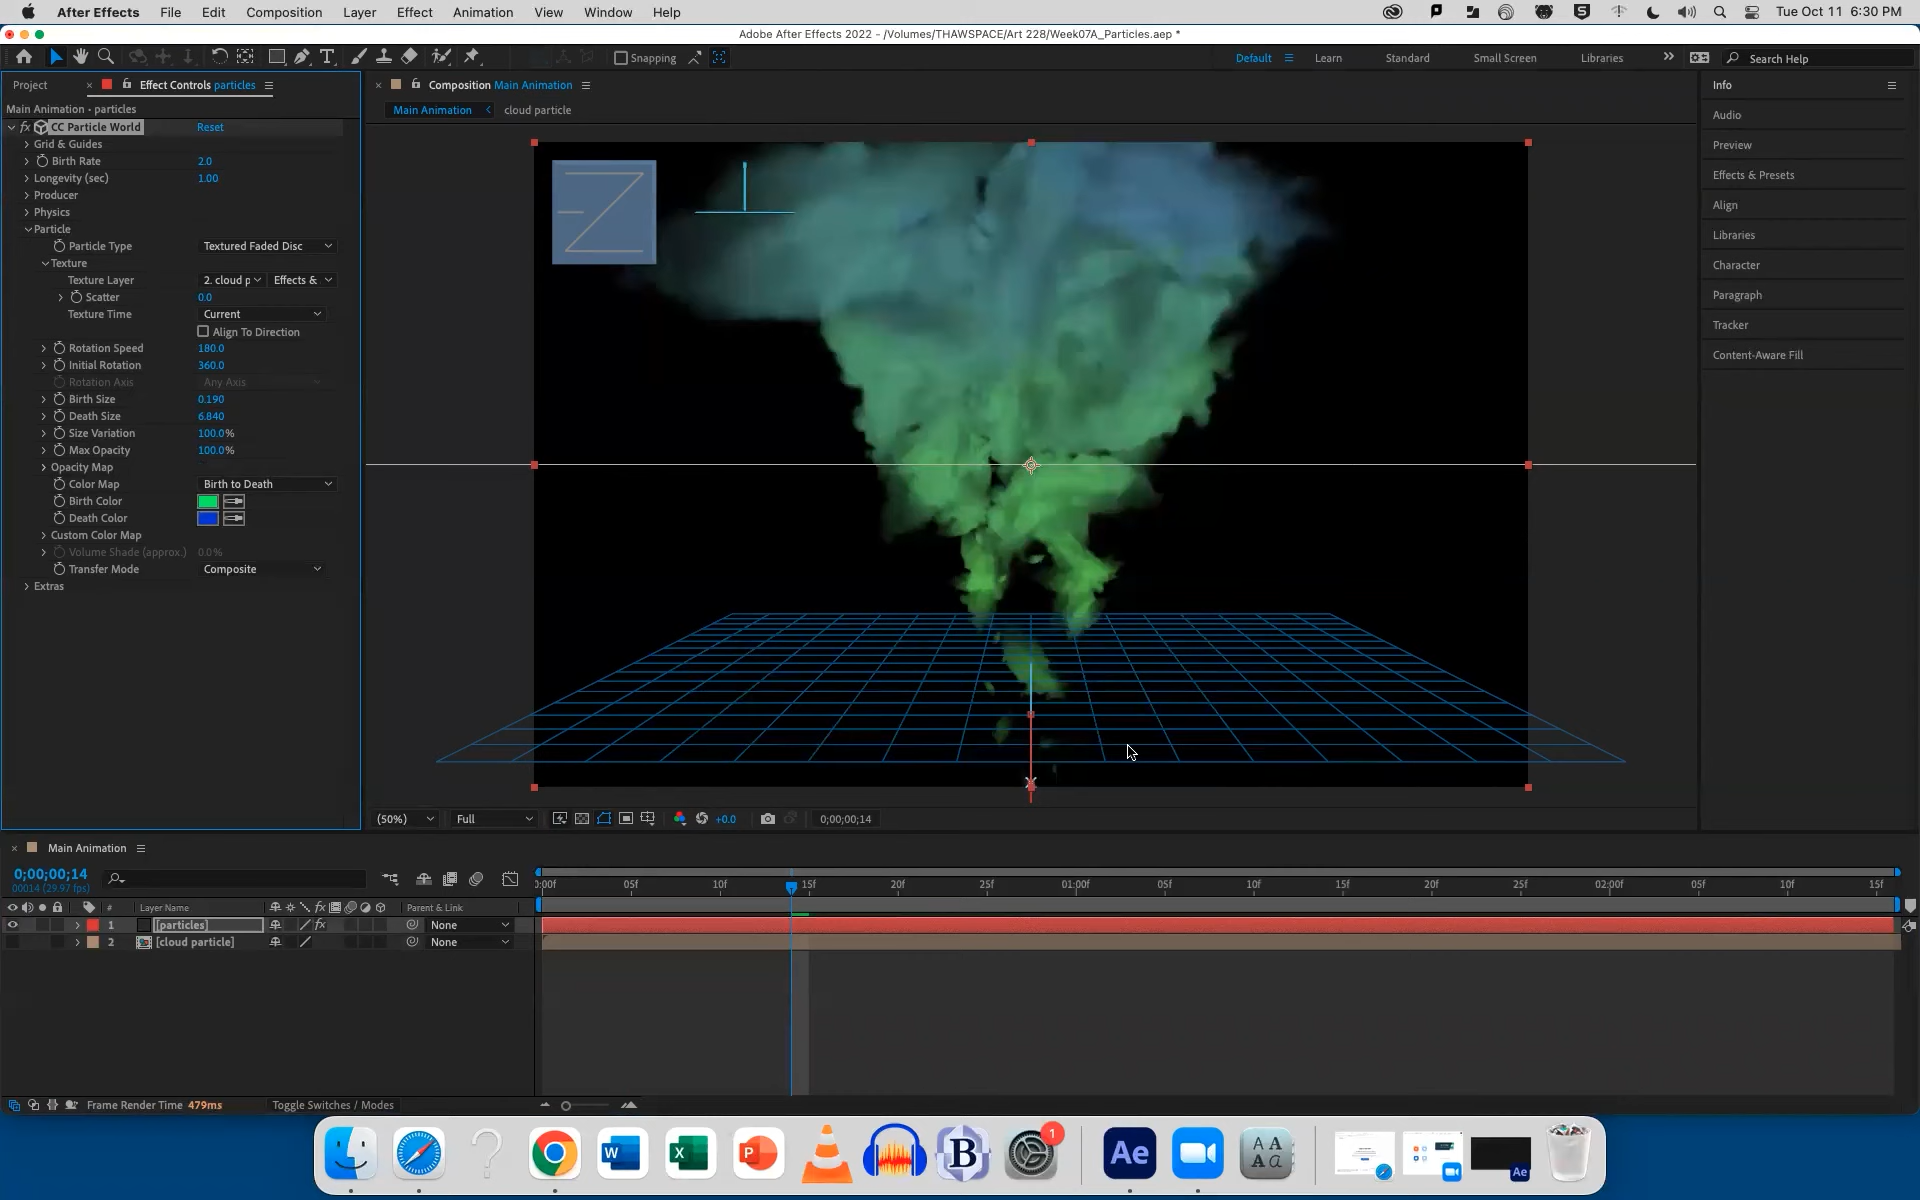 After Effects File Edit Composition Layer Effect Animation View Window Help Tue Oct 11 6:30 PM
Adobe After Effects 2022 - /Volumes/THAWSPACE/Art 228/Week07A_Particles.aep *
Snapping Default Learn Standard Small Screen Libraries Search Help
Project Effect Controls particles
Main Animation • particles
fx CC Particle World Reset
Grid & Guides
Birth Rate 2.0
Longevity (sec) 1.00
Producer
Physics
Particle
Particle Type Textured Faded Disc
Texture
Texture Layer 2. cloud p Effects &
Scatter 0.0
Texture Time Current
Align To Direction
Rotation Speed 180.0
Initial Rotation 360.0
Rotation Axis Any Axis
Birth Size 0.190
Death Size 6.840
Size Variation 100.0%
Max Opacity 100.0%
Opacity Map
Color Map Birth to Death
Birth Color
Death Color
Custom Color Map
Volume Shade (approx.) 0.0%
Transfer Mode Composite
Extras
Composition Main Animation
Main Animation cloud particle
Z
(50%) Full +0.0 0;00;00;14
Info
Audio
Preview
Effects & Presets
Align
Libraries
Character
Paragraph
Tracker
Content-Aware Fill
Main Animation
0;00;00;14
00014 (29.97 fps)
0:00f 05f 10f 15f 20f 25f 01:00f 05f 10f 15f 20f 25f 02:00f 05f 10f 15f
# Layer Name fx Parent & Link
1 [particles] fx None
2 [cloud particle] None
Frame Render Time 479ms Toggle Switches / Modes
? W X P B 1 Ae AA Aa Ae